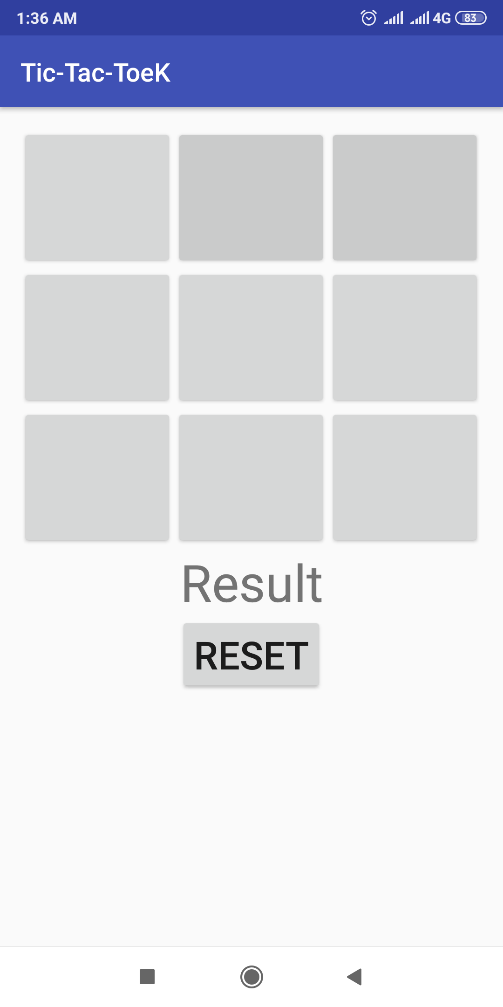 1:36 AM 4G 83
Tic-Tac-ToeK
Result
RESET